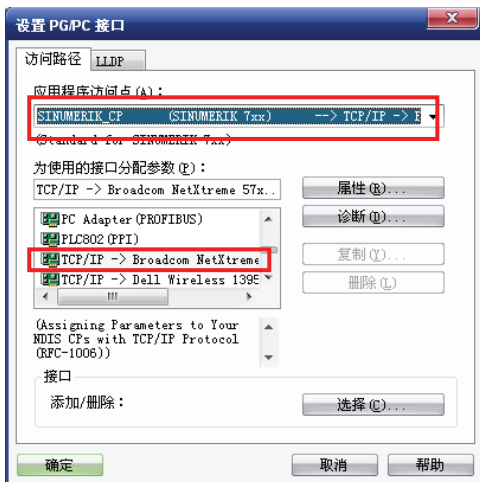 设置 PG/PC 接口
访问路径 LLDP
应用程序访问点(A):
SINUMERIK_CP (SINUMERIK 7xx) --> TCP/IP ->
(Standard for SINUMERIK 7xx)
为使用的接口分配参数(P):
TCP/IP -> Broadcom NetXtreme 57x..
属性(R)...
PC Adapter(PROFIBUS)
诊断(D)...
PLC802(PPI)
TCP/IP -> Broadcom NetXtreme
复制(Y)...
TCP/IP -> Dell Wireless 1395
删除(L)
(Assigning Parameters to Your
NDIS CPs with TCP/IP Protocol
(RFC-1006))
接口
添加/删除:
选择(C)...
确定 取消 帮助